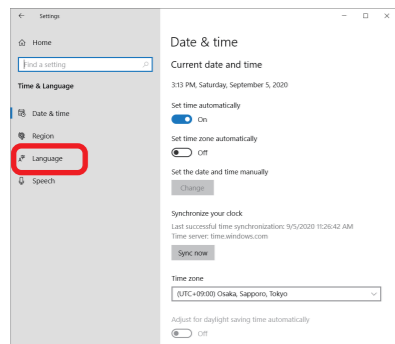 Settings
Home
Find a setting
Time & Language
Date & time
Region
Language
Speech
Date & time
Current date and time
3:13 PM, Saturday, September 5, 2020
Set time automatically
On
Set time zone automatically
Off
Set the date and time manually
Change
Synchronize your clock
Last successful time synchronization: 9/5/2020 11:26:42 AM
Time server: time.windows.com
Sync now
Time zone
(UTC+09:00) Osaka, Sapporo, Tokyo
Adjust for daylight saving time automatically
Off